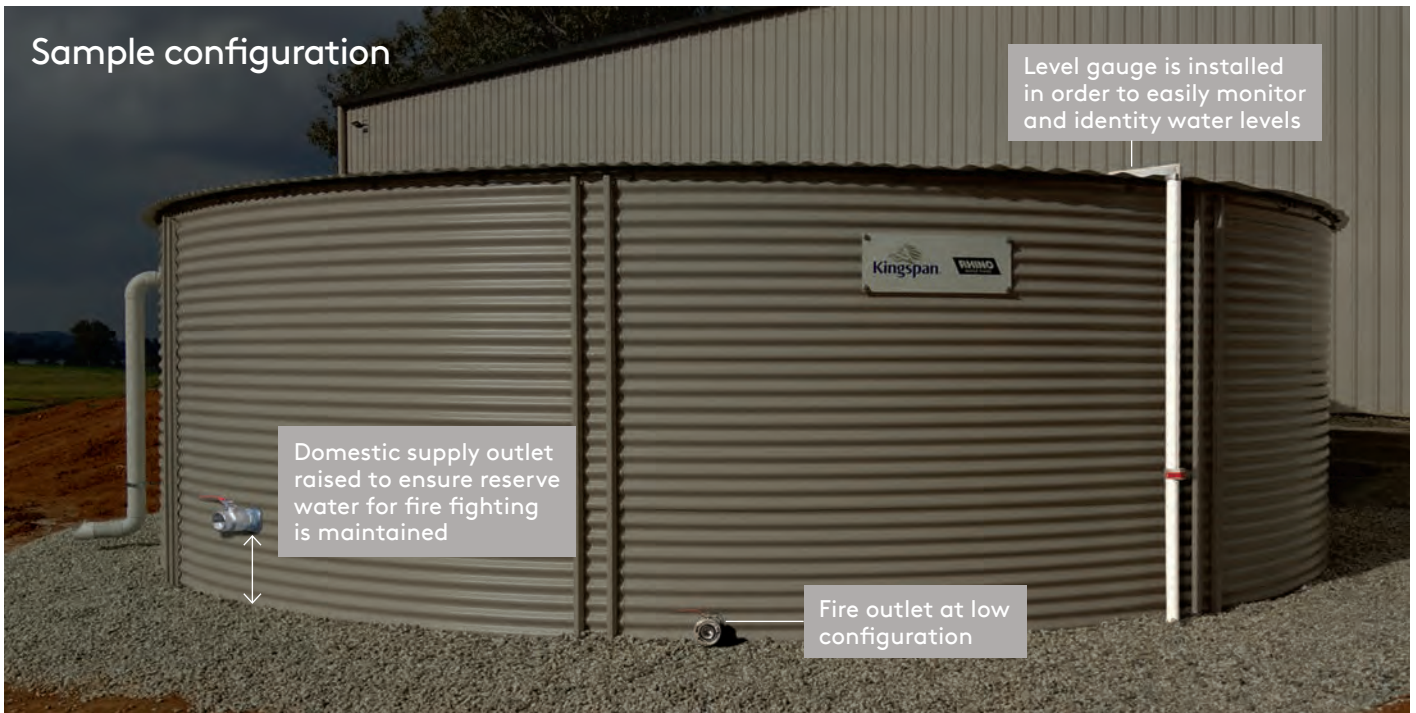 Sample configuration
Level gauge is installed
in order to easily monitor
and identity water levels
Kingspan
RHINO
Domestic supply outlet
raised to ensure reserve
water for fire fighting
is maintained
Fire outlet at low
configuration